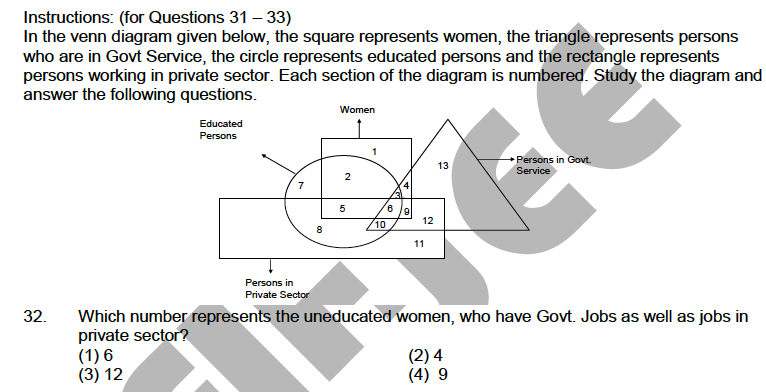 Instructions: (for Questions 31 – 33)
In the venn diagram given below, the square represents women, the triangle represents persons
who are in Govt Service, the circle represents educated persons and the rectangle represents
persons working in private sector. Each section of the diagram is numbered. Study the diagram and
answer the following questions.
Women
Educated
Persons
1
13
Persons in Govt.
Service
2
7
4
3
5
6
9
12
10
8
11
Persons in
Private Sector
32. Which number represents the uneducated women, who have Govt. Jobs as well as jobs in
private sector?
(1) 6 (2) 4
(3) 12 (4) 9